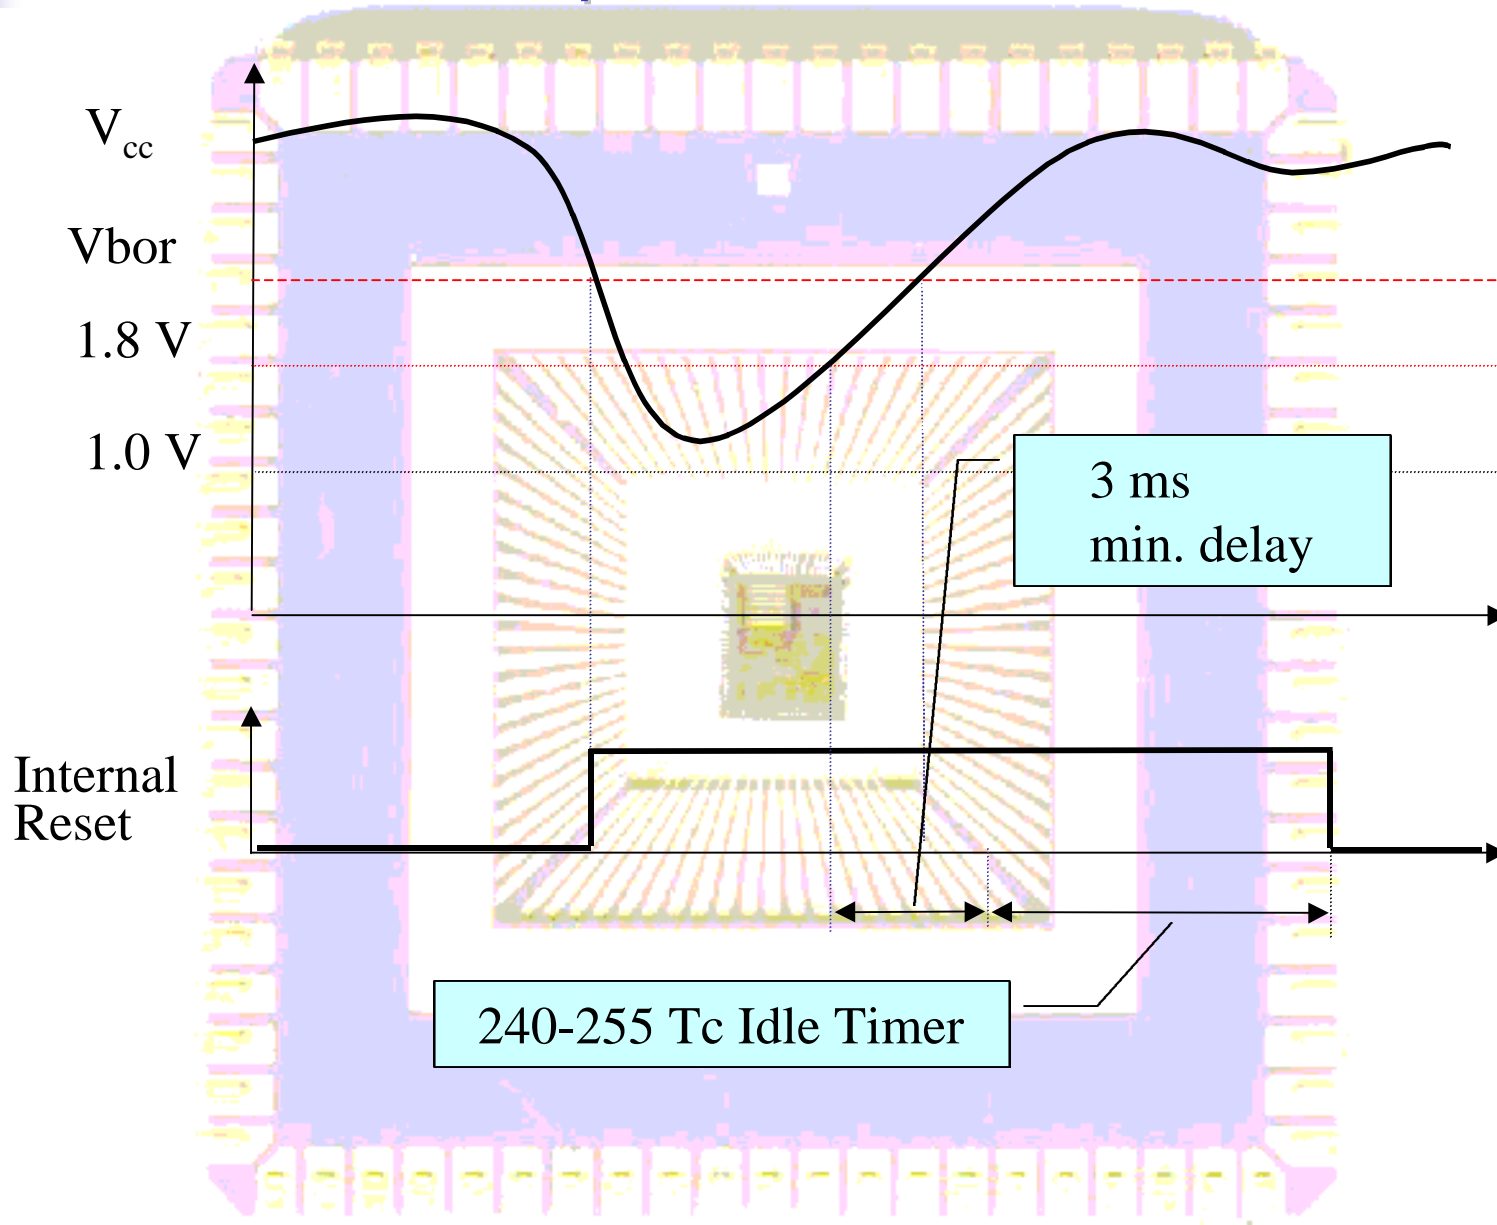 Vcc
Vbor
1.8 V
1.0 V
3 ms
min. delay
Internal
Reset
240-255 Tc Idle Timer